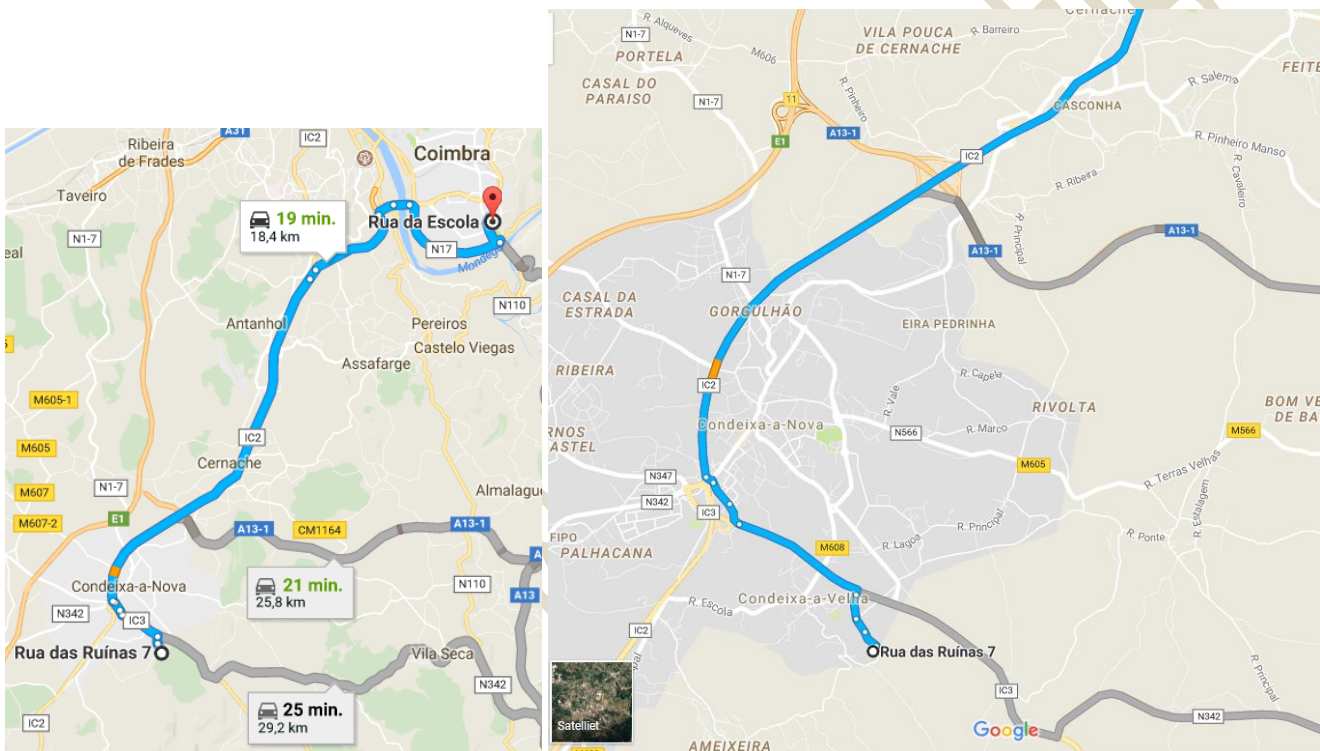 A31
IC2
Ribeira
de Frades
Coimbra
Taveiro
19 min.
18,4 km
Rua da Escola
N1-7
eal
N17
Mondego
N110
Antanhol
Pereiros
Castelo Viegas
Assafarge
M605-1
IC2
M605
Cernache
N1-7
M607
Almalagu
M607-2
E1
A13-1
CM1164
A13-1
A
Condeixa-a-Nova
21 min.
25,8 km
N110
A13
N342
IC3
Rua das Ruínas 7
Vila Seca
N342
25 min.
29,2 km
IC2
Cernache
R. Alqueves
N1-7
VILA POUCA
DE CERNACHE
R. Barreiro
PORTELA
M606
FEITE
R. Salema
CASAL DO
PARAISO
R. Pinheiro
N1-7
11
CASCONHA
E1
A13-1
R. Pinheiro Manso
IC2
R. Cavaleiro
R. Ribeira
R. Principal
A13-1
A13-1
N1-7
CASAL DA
ESTRADA
GORGULHÃO
EIRA PEDRINHA
RIBEIRA
IC2
R. Capela
R. Vale
RIVOLTA
BOM VE
DE BA
RNOS
ASTEL
Condeixa-a-Nova
N566
R. Marco
M566
M605
R. Terras Velhas
N347
N342
IC3
R. Estalagem
R. Principal
FIPO
PALHACANA
M608
R. Lagoa
R. Ponte
R. Escola
Condeixa-a-Velha
IC2
Rua das Ruínas 7
R. Principal
IC3
N342
Satelliet
Google
AMEIXEIRA